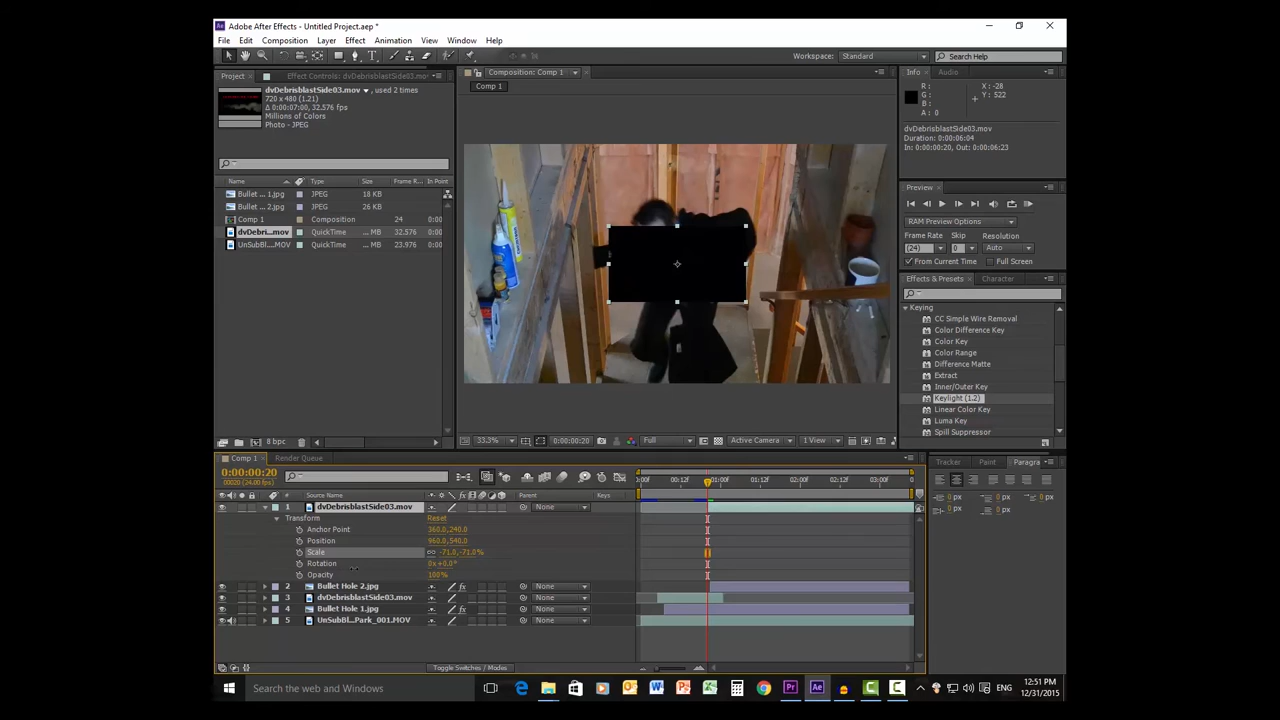 Adobe After Effects - Untitled Project.aep *
File Edit Composition Layer Effect Animation View Window Help
Workspace: Standard Search Help
Project Effect Controls: dvDebrisblastSide03.mov
Composition: Comp 1
Info Audio
Comp 1
dvDebrisblastSide03.mov ▼, used 2 times
720 x 480 (1.21)
Δ 0:00:07:00, 32.576 fps
Millions of Colors
Photo - JPEG
R :
G :
B :
A : 0
X : -28
Y : 522
dvDebrisblastSide03.mov
Duration: 0:00:06:04
In: 0:00:00:20, Out: 0:00:06:23
Name Type Size Frame R... In Point
Bullet ... 1.jpg JPEG 18 KB
Bullet ... 2.jpg JPEG 26 KB
Comp 1 Composition 24 0:00
dvDebri...mov QuickTime ... MB 32.576 0:00
UnSubBl....MOV QuickTime ... MB 23.976 0:00
Preview
RAM Preview Options
Frame Rate Skip Resolution
(24) 0 Auto
From Current Time Full Screen
Effects & Presets Character
Keying
CC Simple Wire Removal
Color Difference Key
Color Key
Color Range
Difference Matte
Extract
Inner/Outer Key
Keylight (1.2)
Linear Color Key
Luma Key
Spill Suppressor
8 bpc
33.3% 0:00:00:20 Full Active Camera 1 View
Comp 1 Render Queue
Tracker Paint Paragra
0:00:00:20
00020 (24.00 fps)
:00f 00:12f 01:00f 01:12f 02:00f 02:12f 03:00f
# Source Name Parent Keys
1 dvDebrisblastSide03.mov None
Transform Reset
Anchor Point 360.0,240.0
Position 960.0,540.0
Scale -71.0,-71.0%
Rotation 0x+0.0°
Opacity 100%
2 Bullet Hole 2.jpg None
3 dvDebrisblastSide03.mov None
4 Bullet Hole 1.jpg None
5 UnSubBl...Park_001.MOV None
0 px 0 px 0 px
0 px 0 px
Toggle Switches / Modes
Search the web and Windows
ENG
12:51 PM
12/31/2015